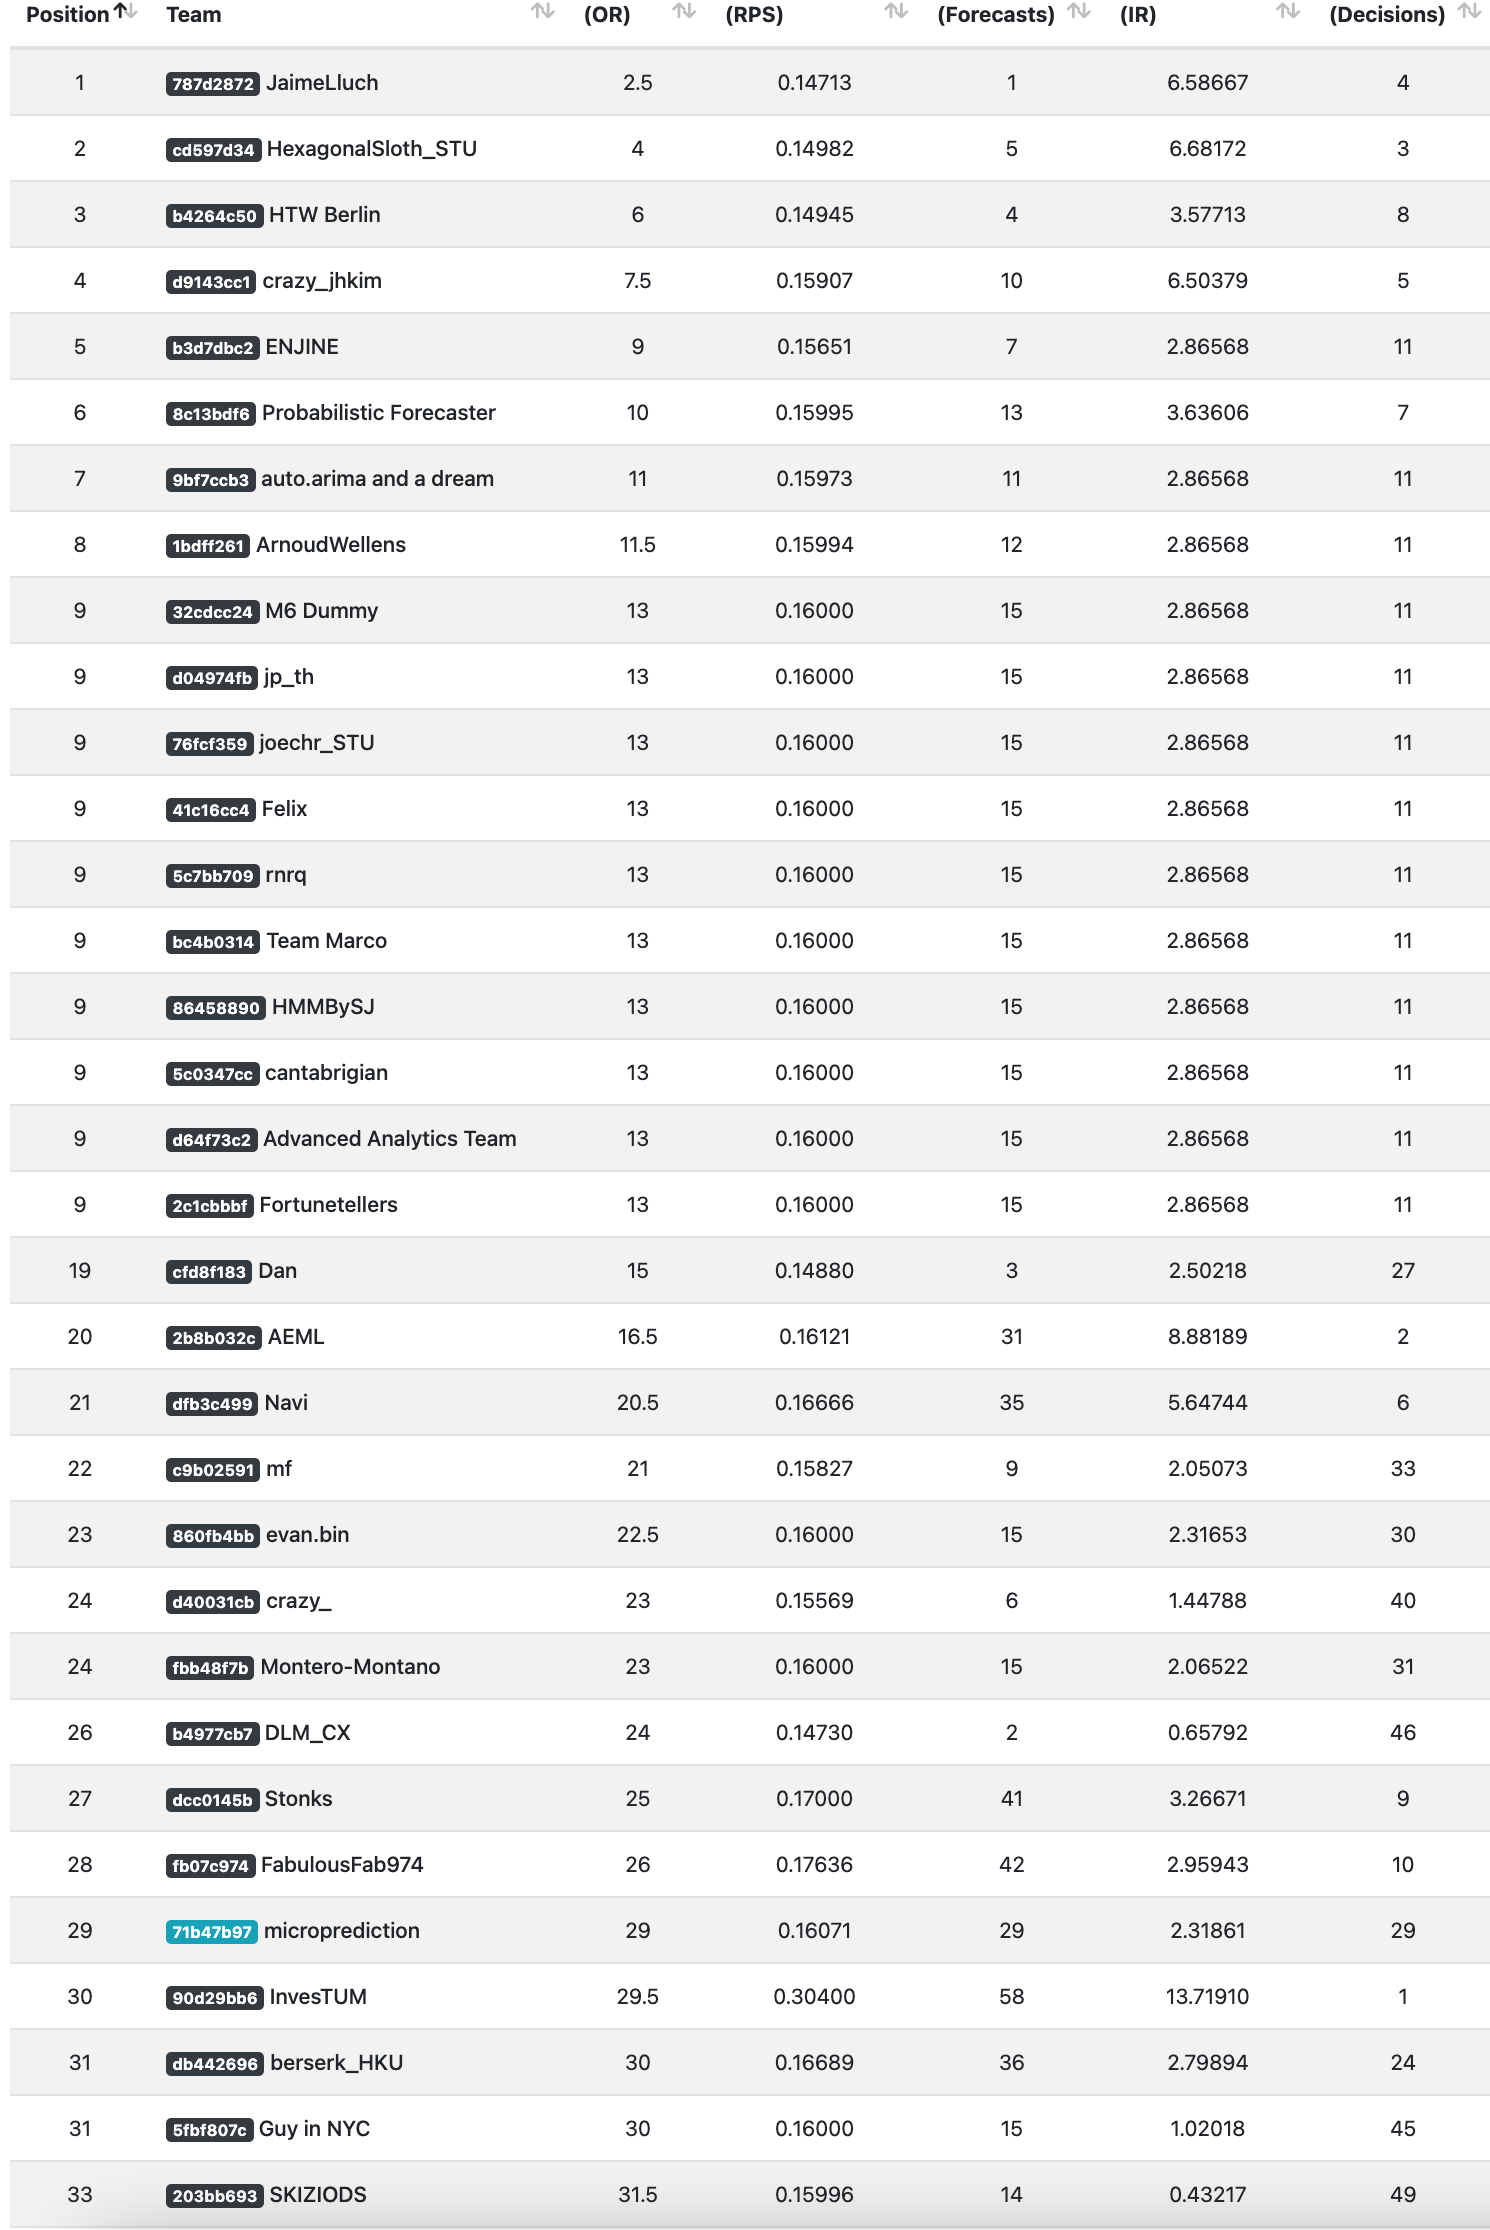 Position Team (OR) (RPS) (Forecasts) (IR) (Decisions)
1 787d2872 JaimeLluch 2.5 0.14713 1 6.58667 4
2 cd597d34 HexagonalSloth_STU 4 0.14982 5 6.68172 3
3 b4264c50 HTW Berlin 6 0.14945 4 3.57713 8
4 d9143cc1 crazy_jhkim 7.5 0.15907 10 6.50379 5
5 b3d7dbc2 ENJINE 9 0.15651 7 2.86568 11
6 8c13bdf6 Probabilistic Forecaster 10 0.15995 13 3.63606 7
7 9bf7ccb3 auto.arima and a dream 11 0.15973 11 2.86568 11
8 1bdff261 ArnoudWellens 11.5 0.15994 12 2.86568 11
9 32cdcc24 M6 Dummy 13 0.16000 15 2.86568 11
9 d04974fb jp_th 13 0.16000 15 2.86568 11
9 76fcf359 joechr_STU 13 0.16000 15 2.86568 11
9 41c16cc4 Felix 13 0.16000 15 2.86568 11
9 5c7bb709 rnrq 13 0.16000 15 2.86568 11
9 bc4b0314 Team Marco 13 0.16000 15 2.86568 11
9 86458890 HMMBySJ 13 0.16000 15 2.86568 11
9 5c0347cc cantabrigian 13 0.16000 15 2.86568 11
9 d64f73c2 Advanced Analytics Team 13 0.16000 15 2.86568 11
9 2c1cbbbf Fortunetellers 13 0.16000 15 2.86568 11
19 cfd8f183 Dan 15 0.14880 3 2.50218 27
20 2b8b032c AEML 16.5 0.16121 31 8.88189 2
21 dfb3c499 Navi 20.5 0.16666 35 5.64744 6
22 c9b02591 mf 21 0.15827 9 2.05073 33
23 860fb4bb evan.bin 22.5 0.16000 15 2.31653 30
24 d40031cb crazy_ 23 0.15569 6 1.44788 40
24 fbb48f7b Montero-Montano 23 0.16000 15 2.06522 31
26 b4977cb7 DLM_CX 24 0.14730 2 0.65792 46
27 dcc0145b Stonks 25 0.17000 41 3.26671 9
28 fb07c974 FabulousFab974 26 0.17636 42 2.95943 10
29 71b47b97 microprediction 29 0.16071 29 2.31861 29
30 90d29bb6 InvesTUM 29.5 0.30400 58 13.71910 1
31 db442696 berserk_HKU 30 0.16689 36 2.79894 24
31 5fbf807c Guy in NYC 30 0.16000 15 1.02018 45
33 203bb693 SKIZIODS 31.5 0.15996 14 0.43217 49